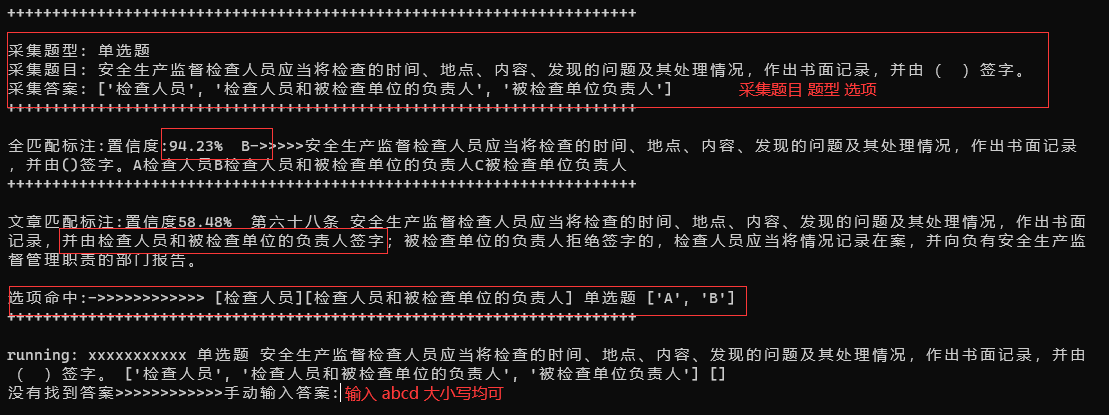 ++++++++++++++++++++++++++++++++++++++++++++++++++++++++++++++++++++++
采集题型: 单选题
采集题目: 安全生产监督检查人员应当将检查的时间、地点、内容、发现的问题及其处理情况，作出书面记录，并由（  ）签字。
采集答案: ['检查人员', '检查人员和被检查单位的负责人', '被检查单位负责人'] 采集题目 题型 选项
++++++++++++++++++++++++++++++++++++++++++++++++++++++++++++++++++++++
全匹配标注:置信度:94.23%  B->>>>>安全生产监督检查人员应当将检查的时间、地点、内容、发现的问题及其处理情况，作出书面记录
，并由()签字。A检查人员B检查人员和被检查单位的负责人C被检查单位负责人
++++++++++++++++++++++++++++++++++++++++++++++++++++++++++++++++++++++
文章匹配标注:置信度58.48%  第六十八条 安全生产监督检查人员应当将检查的时间、地点、内容、发现的问题及其处理情况，作出书面
记录，并由检查人员和被检查单位的负责人签字；被检查单位的负责人拒绝签字的，检查人员应当将情况记录在案，并向负有安全生产监
督管理职责的部门报告。
选项命中:->>>>>>>>>>>> [检查人员][检查人员和被检查单位的负责人] 单选题 ['A', 'B']
++++++++++++++++++++++++++++++++++++++++++++++++++++++++++++++++++++++
running: xxxxxxxxxxx 单选题 安全生产监督检查人员应当将检查的时间、地点、内容、发现的问题及其处理情况，作出书面记录，并由
（  ）签字。 ['检查人员', '检查人员和被检查单位的负责人', '被检查单位负责人'] []
没有找到答案>>>>>>>>>>>>手动输入答案: 输入 abcd 大小写均可